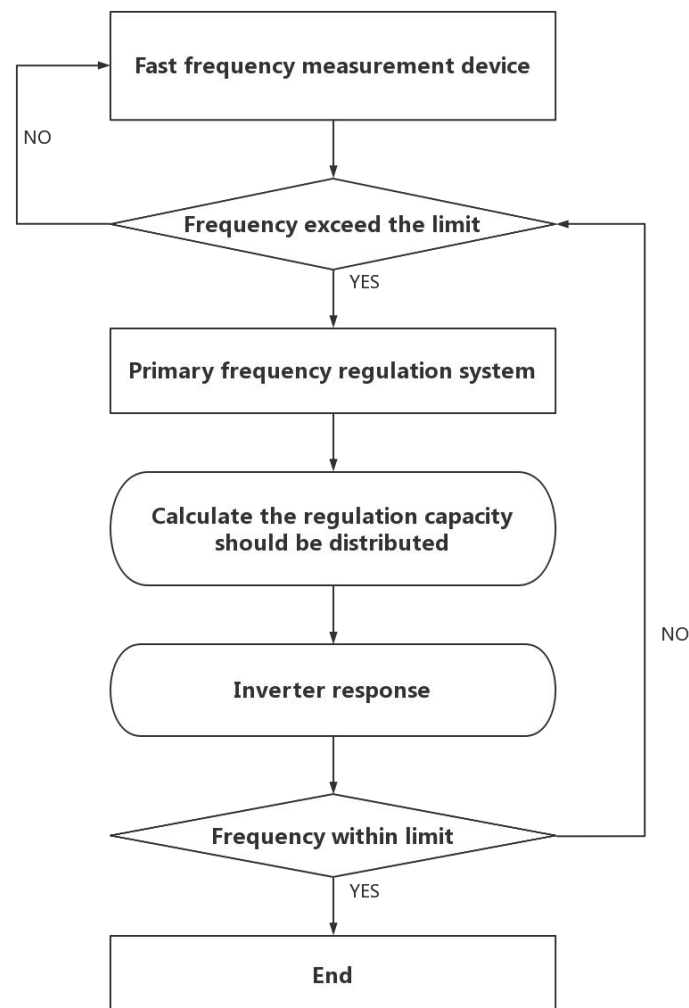 Fast frequency measurement device
NO
Frequency exceed the limit
YES
Primary frequency regulation system
Calculate the regulation capacity
should be distributed
NO
Inverter response
Frequency within limit
YES
End